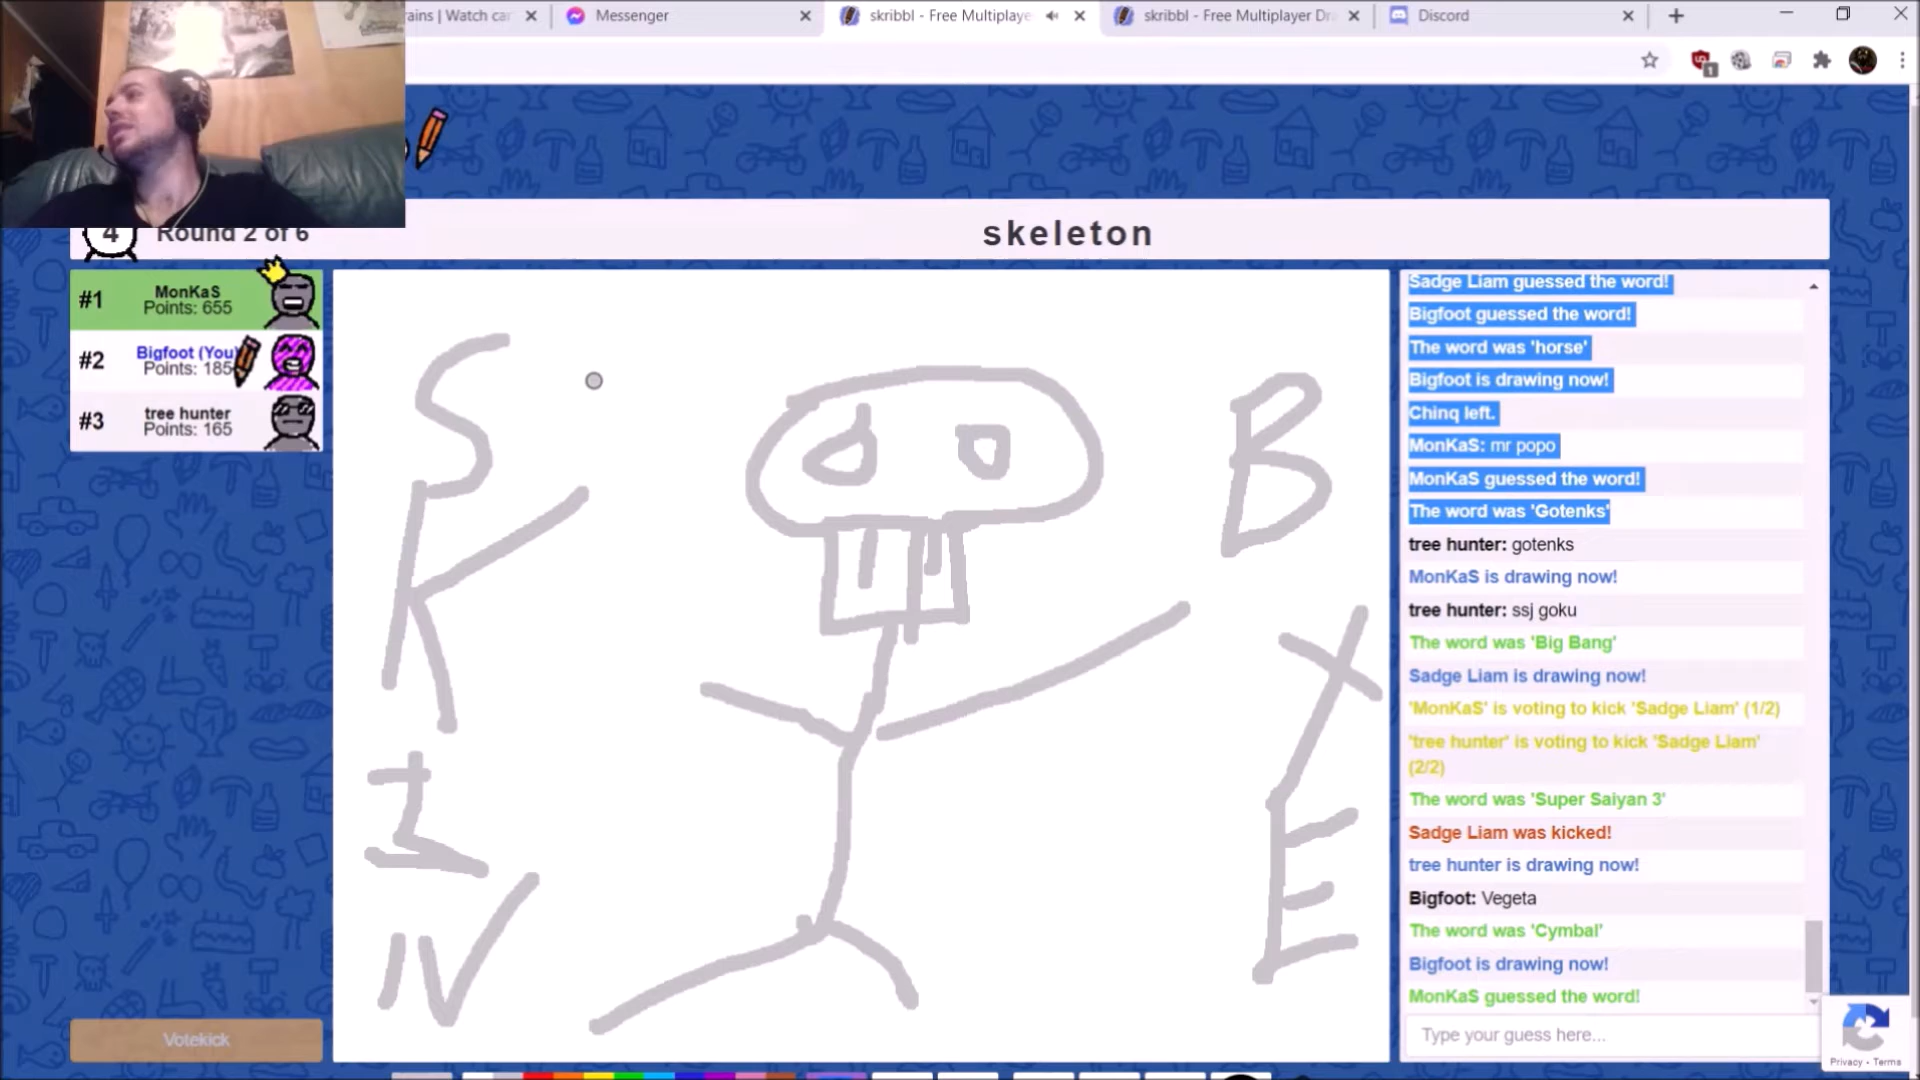 rains | Watch car
Messenger
skribbl - Free Multiplaye
skribbl - Free Multiplayer Dr
Discord
1
4
Round 2 of 6
skeleton
#1
MonKaS
Points: 655
#2
Bigfoot (You)
Points: 185
#3
tree hunter
Points: 165
S
K
I
N
B
Y
E
Sadge Liam guessed the word!
Bigfoot guessed the word!
The word was 'horse'
Bigfoot is drawing now!
Chinq left.
MonKaS: mr popo
MonKaS guessed the word!
The word was 'Gotenks'
tree hunter: gotenks
MonKaS is drawing now!
tree hunter: ssj goku
The word was 'Big Bang'
Sadge Liam is drawing now!
'MonKaS' is voting to kick 'Sadge Liam' (1/2)
'tree hunter' is voting to kick 'Sadge Liam'
(2/2)
The word was 'Super Saiyan 3'
Sadge Liam was kicked!
tree hunter is drawing now!
Bigfoot: Vegeta
The word was 'Cymbal'
Bigfoot is drawing now!
MonKaS guessed the word!
Type your guess here...
Votekick
Privacy - Terms